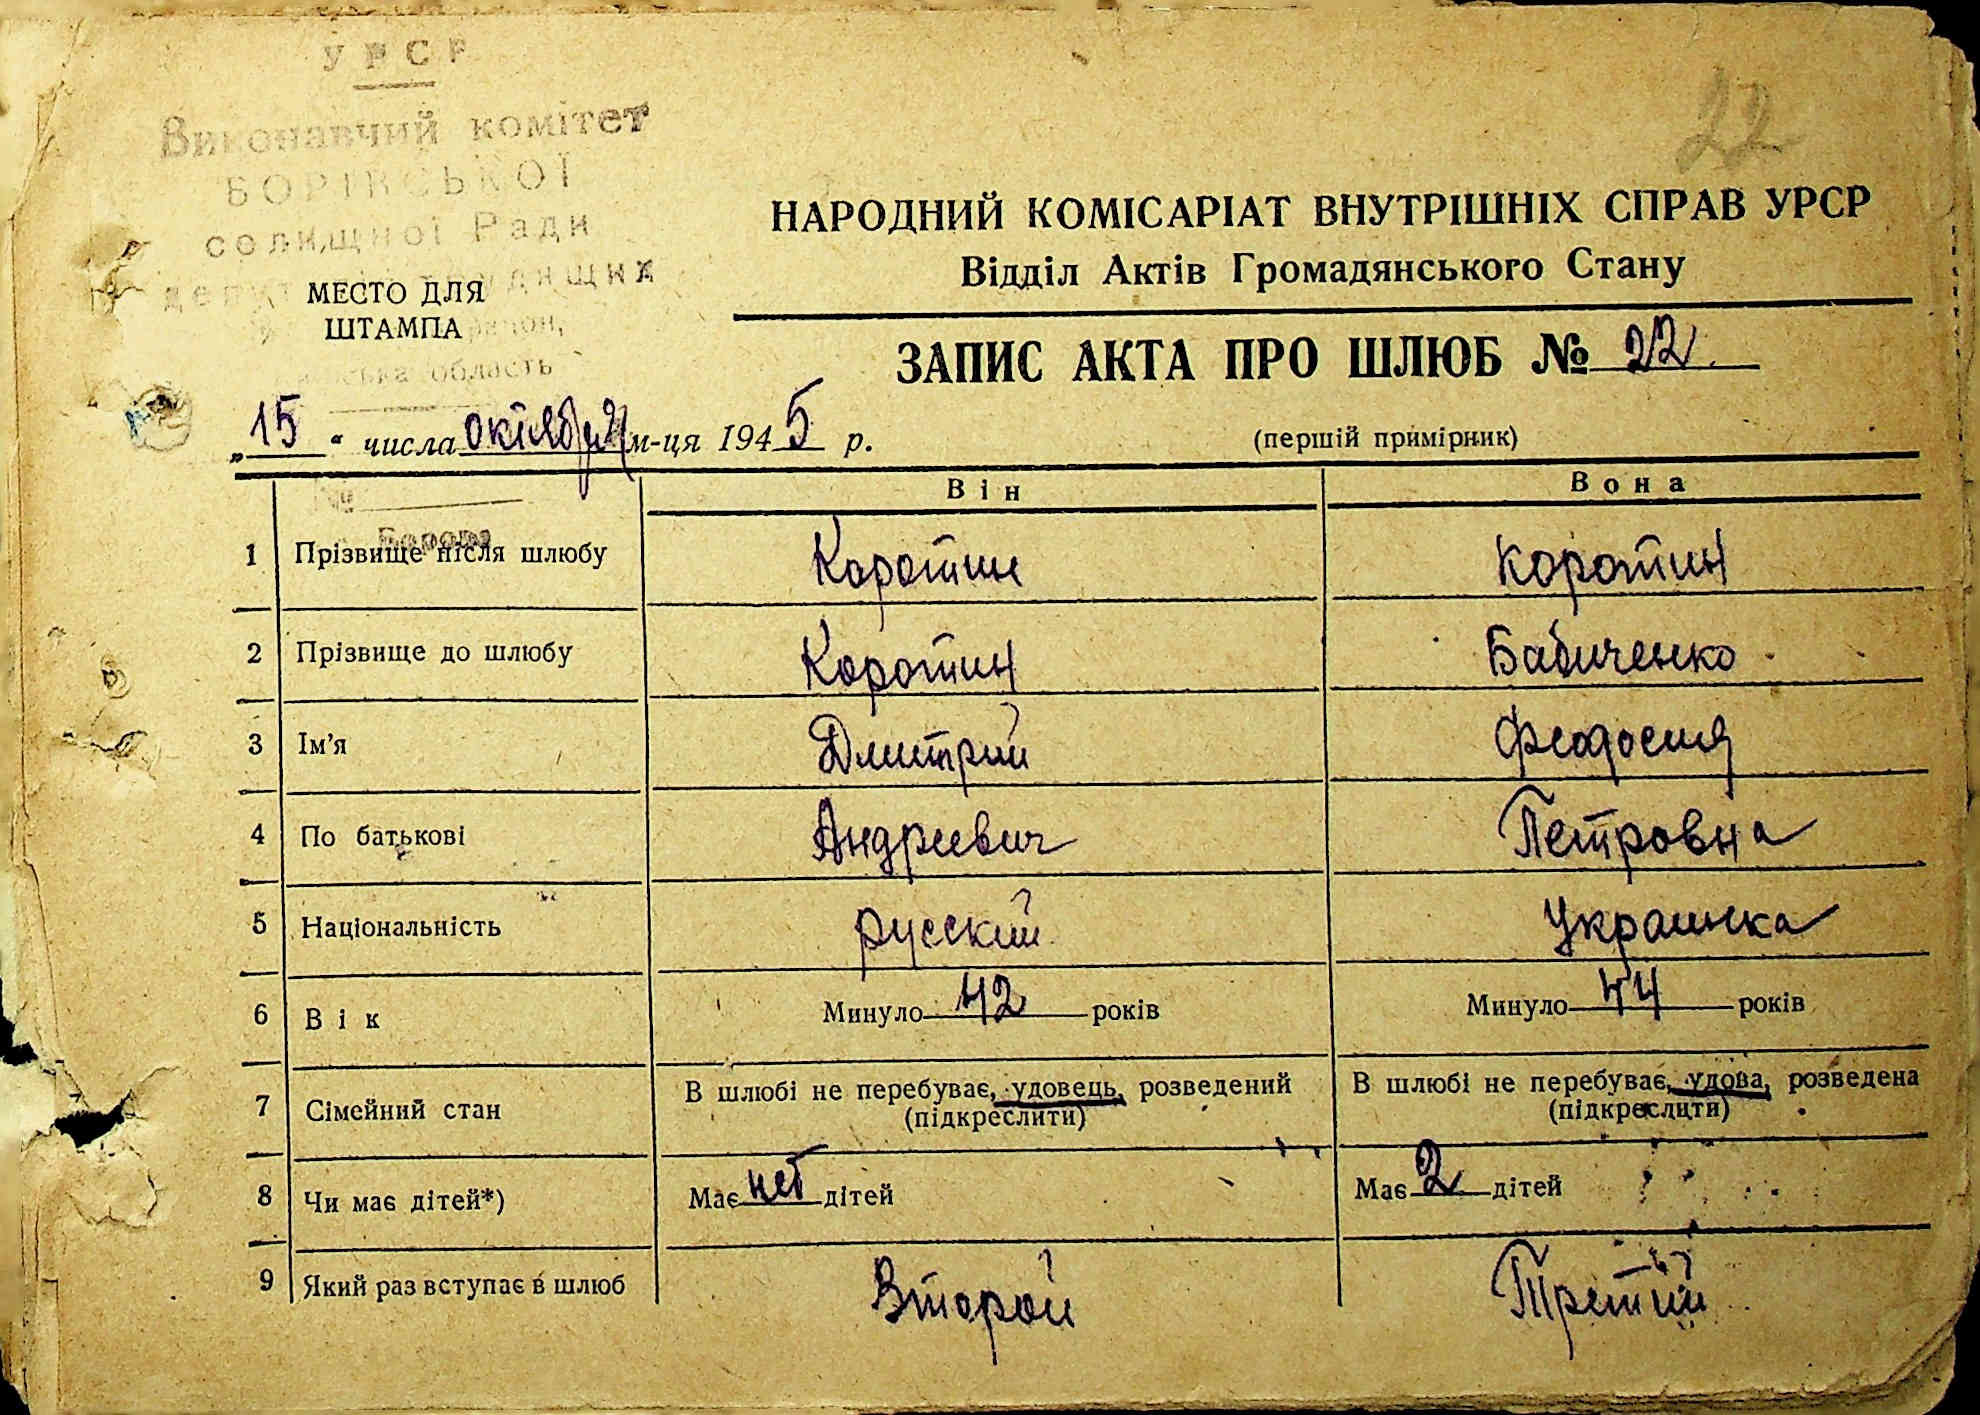 УРСР
22
Виконавчий комітет
БОРІВСЬКОЇ
селищної Ради
НАРОДНИЙ КОМІСАРІАТ ВНУТРІШНІХ СПРАВ УРСР
Відділ Актів Громадянського Стану
МЕСТО ДЛЯ
ШТАМПА
область
ЗАПИС АКТА ПРО ШЛЮБ № 22.
„15“ числа октября м-ця 1945 р.
(перший примірник)
Він Вона
1 Прізвище після шлюбу Коротин Коротин
2 Прізвище до шлюбу Коротин Бабиченко
3 Ім'я Дмитрий Феодосия
4 По батькові Андреевич Петровна
5 Національність русский Украинка
6 Вік Минуло 42 років Минуло 44 років
7 Сімейний стан В шлюбі не перебуває, удовець, розведений В шлюбі не перебуває, удова, розведена
(підкреслити) (підкреслити)
8 Чи має дітей*) Має нет дітей Має 2 дітей
9 Який раз вступає в шлюб Второй Третий